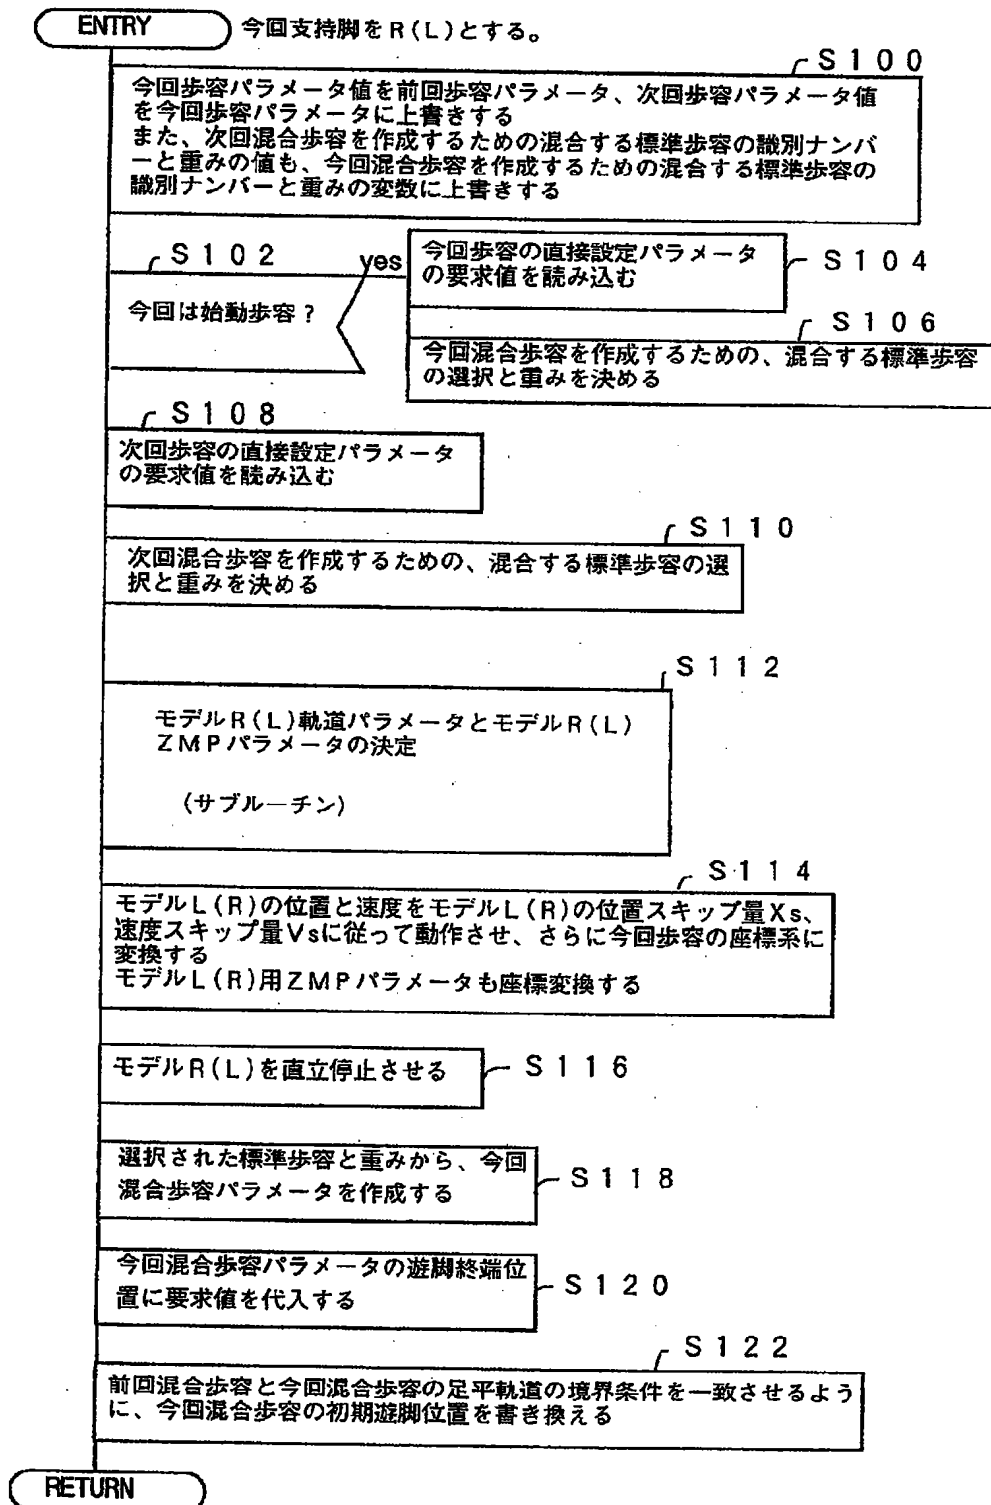 ENTRY
今回支持脚をR(L)とする。
S100
今回歩容パラメータ値を前回歩容パラメータ、次回歩容パラメータ値
を今回歩容パラメータに上書きする
また、次回混合歩容を作成するための混合する標準歩容の識別ナンバ
ーと重みの値も、今回混合歩容を作成するための混合する標準歩容の
識別ナンバーと重みの変数に上書きする
S102
今回は始動歩容?
yes
今回歩容の直接設定パラメータ
の要求値を読み込む
S104
S106
今回混合歩容を作成するための、混合する標準歩容
の選択と重みを決める
S108
次回歩容の直接設定パラメータ
の要求値を読み込む
S110
次回混合歩容を作成するための、混合する標準歩容の選
択と重みを決める
S112
モデルR(L)軌道パラメータとモデルR(L)
ZMPパラメータの決定
(サブルーチン)
S114
モデルL(R)の位置と速度をモデルL(R)の位置スキップ量Xs、
速度スキップ量Vsに従って動作させ、さらに今回歩容の座標系に
変換する
モデルL(R)用ZMPパラメータも座標変換する
モデルR(L)を直立停止させる
S116
選択された標準歩容と重みから、今回
混合歩容パラメータを作成する
S118
今回混合歩容パラメータの遊脚終端位
置に要求値を代入する
S120
S122
前回混合歩容と今回混合歩容の足平軌道の境界条件を一致させるよう
に、今回混合歩容の初期遊脚位置を書き換える
RETURN